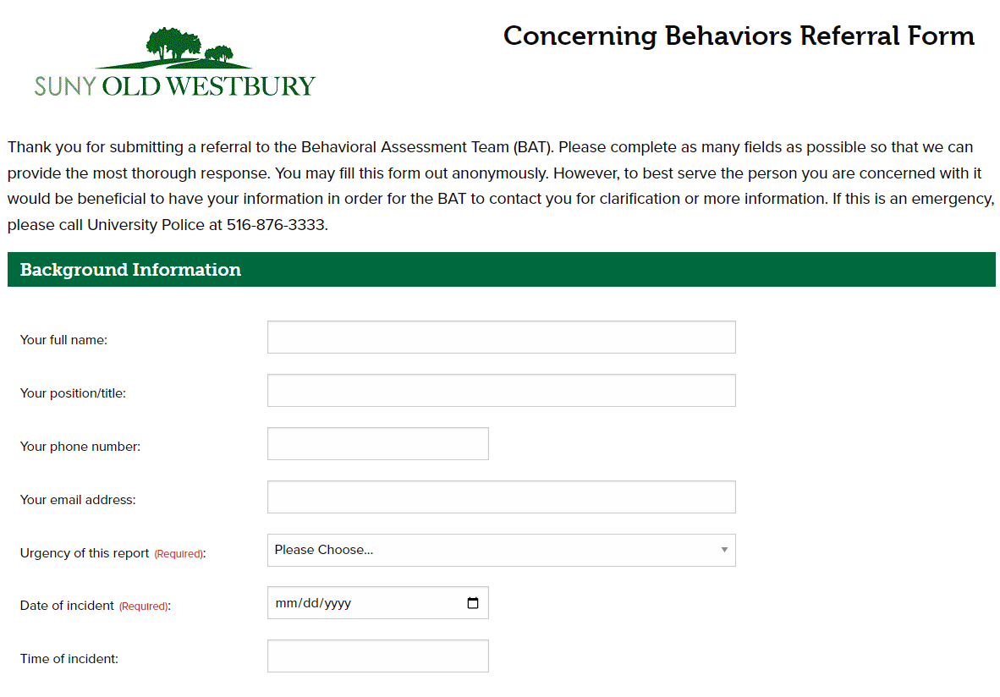 Concerning Behaviors Referral Form
SUNY OLD WESTBURY
Thank you for submitting a referral to the Behavioral Assessment Team (BAT). Please complete as many fields as possible so that we can
provide the most thorough response. You may fill this form out anonymously. However, to best serve the person you are concerned with it
would be beneficial to have your information in order for the BAT to contact you for clarification or more information. If this is an emergency,
please call University Police at 516-876-3333.
Background Information
Your full name:
Your position/title:
Your phone number:
Your email address:
Urgency of this report (Required): Please Choose...
Date of incident (Required): mm/dd/yyyy
Time of incident: